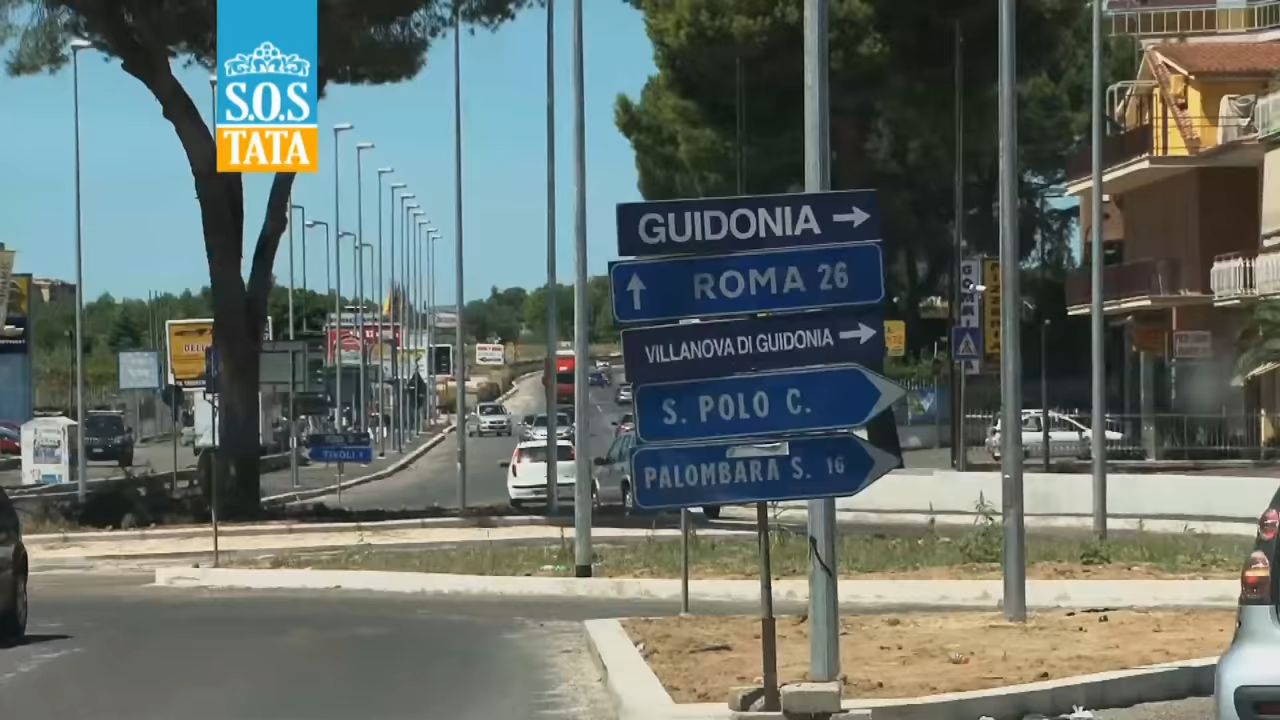 S.O.S
TATA
GUIDONIA
ROMA 26
VILLANOVA DI GUIDONIA
S. POLO C.
PALOMBARA S. 16
TIVOLI